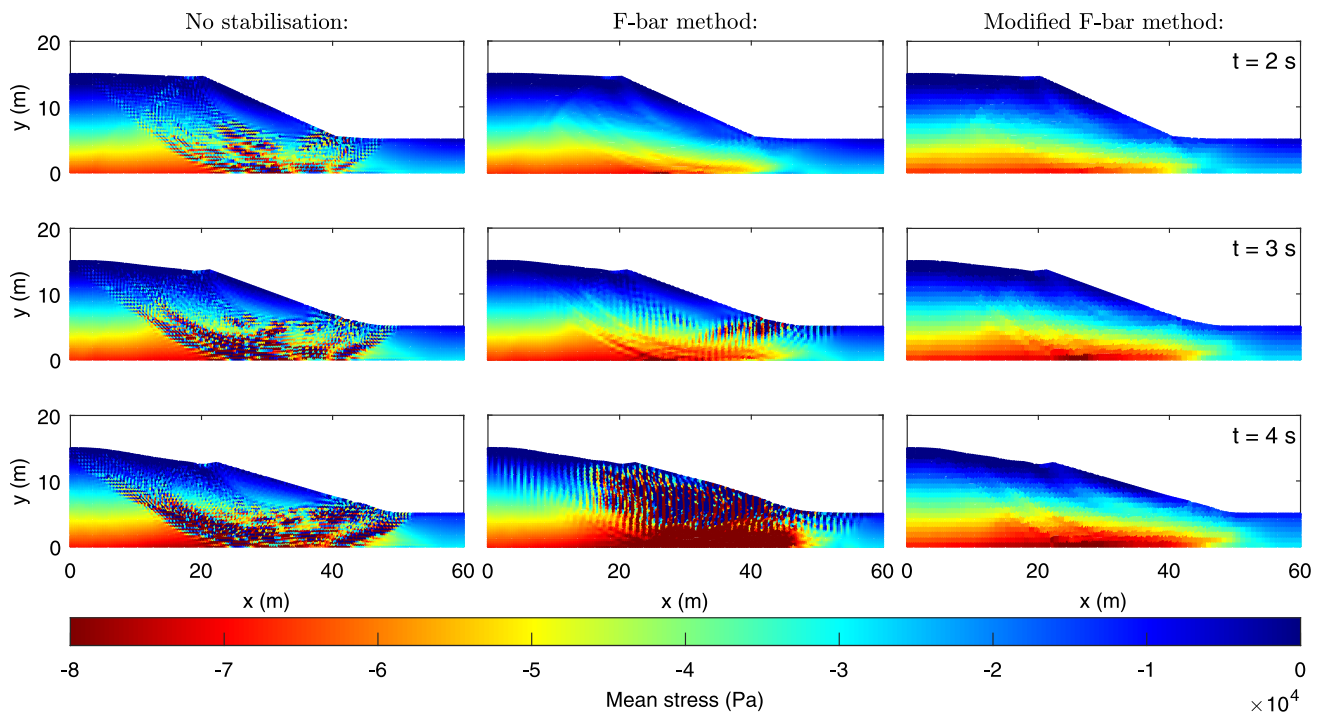 No stabilisation: F-bar method: Modified F-bar method:
20
10
0
y (m)
t = 2 s
20
10
0
y (m)
t = 3 s
20
10
0
y (m)
t = 4 s
0 20 40 60 0 20 40 60 0 20 40 60
x (m) x (m) x (m)
-8 -7 -6 -5 -4 -3 -2 -1 0
Mean stress (Pa) ×10⁴